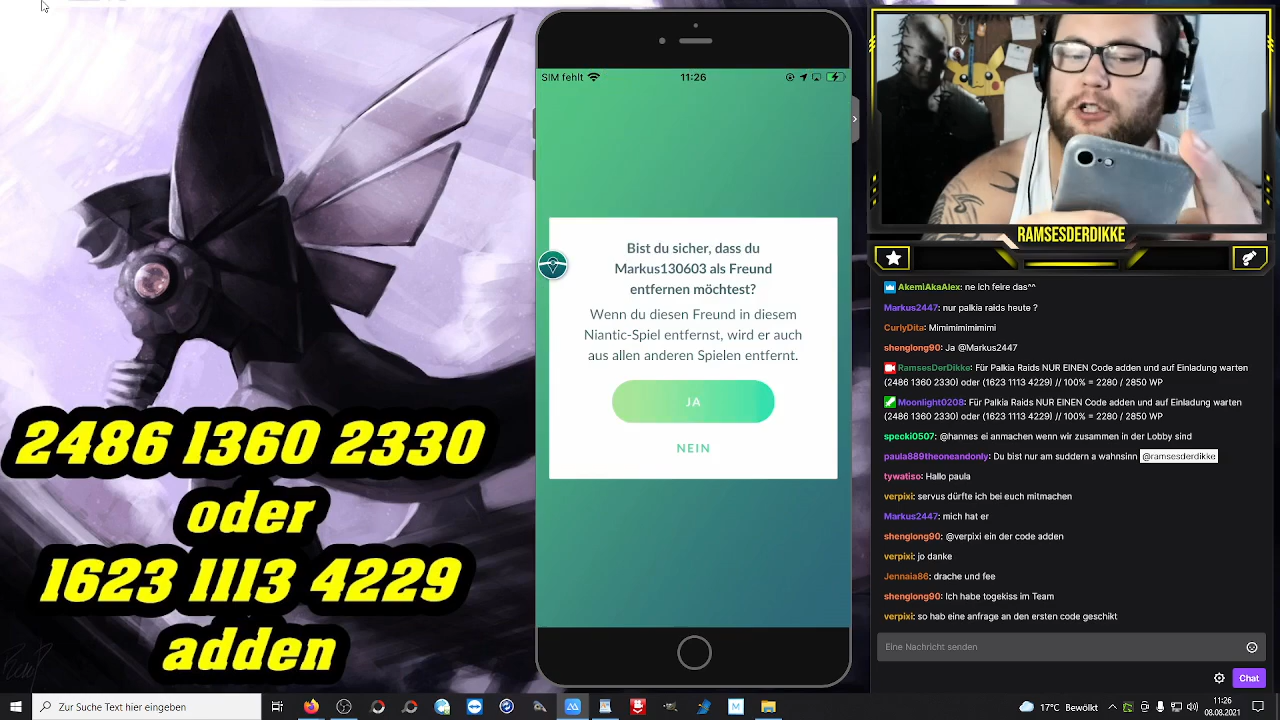 2486 1360 2330
oder
1623 1113 4229
adden
SIM fehlt
11:26
Bist du sicher, dass du
Markus130603 als Freund
entfernen möchtest?
Wenn du diesen Freund in diesem
Niantic-Spiel entfernst, wird er auch
aus allen anderen Spielen entfernt.
JA
NEIN
RAMSESDERDIKKE
AkemiAkaAlex: ne ich feire das^^
Markus2447: nur palkia raids heute ?
CurlyDita: Mimimimimimi
shenglong90: Ja @Markus2447
RamsesDerDikke: Für Palkia Raids NUR EINEN Code adden und auf Einladung warten
(2486 1360 2330) oder (1623 1113 4229) // 100% = 2280 / 2850 WP
Moonlight0208: Für Palkia Raids NUR EINEN Code adden und auf Einladung warten
(2486 1360 2330) oder (1623 1113 4229) // 100% = 2280 / 2850 WP
specki0507: @hannes ei anmachen wenn wir zusammen in der Lobby sind
paula889theoneandonly: Du bist nur am suddern a wahnsinn @ramsesderdikke
tywatiso: Hallo paula
verpixi: servus dürfte ich bei euch mitmachen
Markus2447: mich hat er
shenglong90: @verpixi ein der code adden
verpixi: jo danke
Jennaia86: drache und fee
shenglong90: Ich habe togekiss im Team
verpixi: so hab eine anfrage an den ersten code geschikt
Eine Nachricht senden
Chat
Zur Suche Text hier eingeben
17°C Bewölkt
11:26
08.08.2021